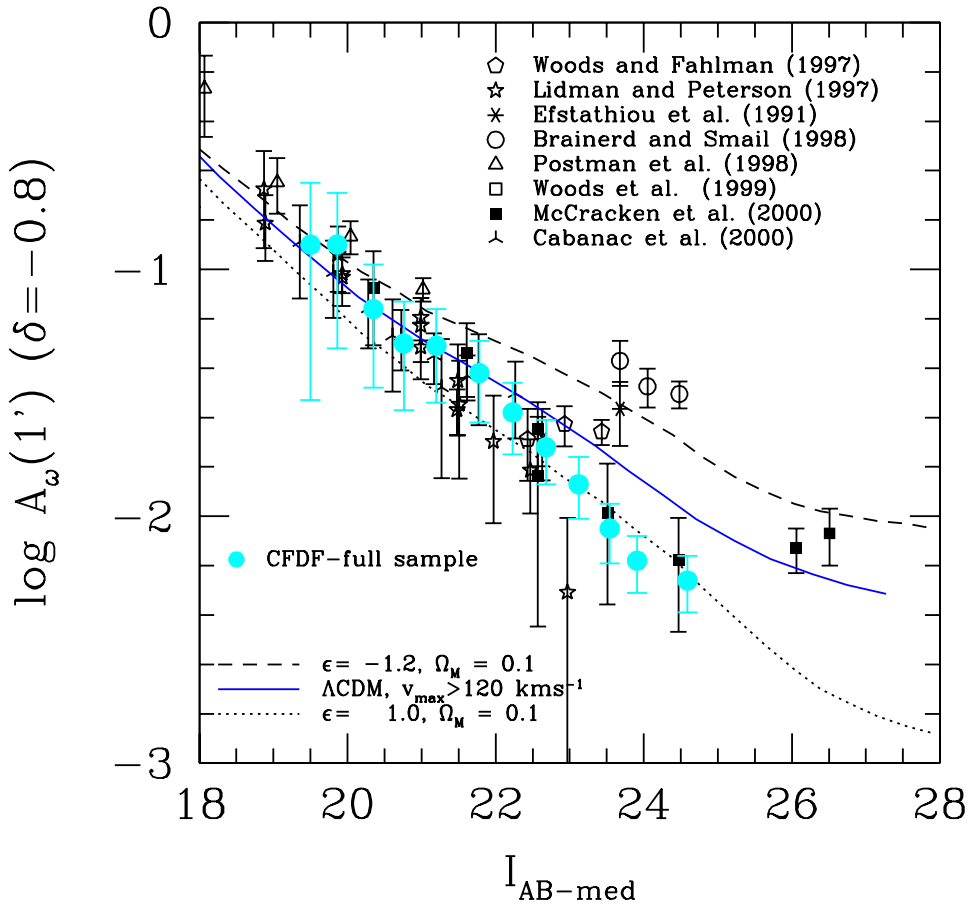 0
Woods and Fahlman (1997)
Lidman and Peterson (1997)
Efstathiou et al. (1991)
Brainerd and Smail (1998)
Postman et al. (1998)
Woods et al. (1999)
McCracken et al. (2000)
Cabanac et al. (2000)
−1
log A_ω(1') (δ=−0.8)
−2
CFDF−full sample
ϵ= −1.2, Ω_M = 0.1
ΛCDM, v_max>120 kms⁻¹
ϵ= 1.0, Ω_M = 0.1
−3
18 20 22 24 26 28
I_AB−med